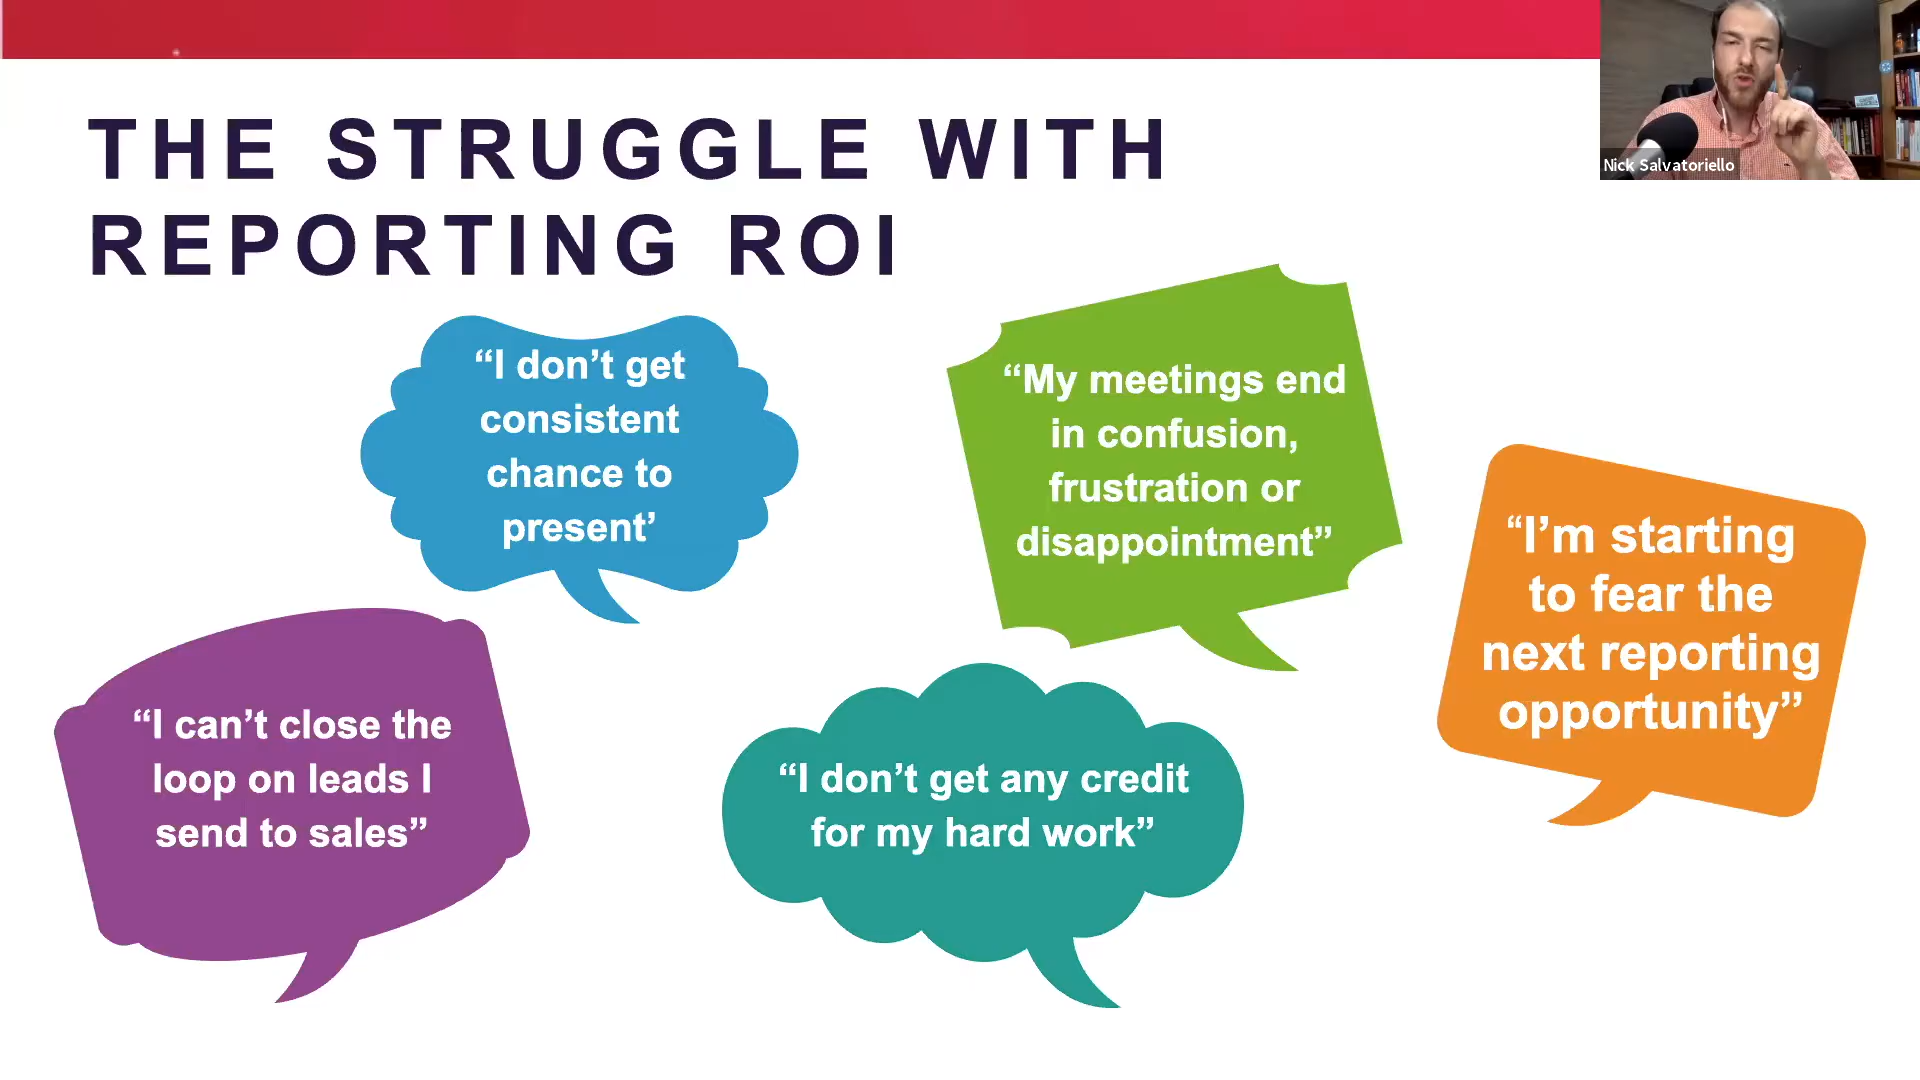 THE STRUGGLE WITH
REPORTING ROI
Nick Salvatoriello
“I don’t get
consistent
chance to
present’
“My meetings end
in confusion,
frustration or
disappointment”
“I’m starting
to fear the
next reporting
opportunity”
“I can’t close the
loop on leads I
send to sales”
“I don’t get any credit
for my hard work”